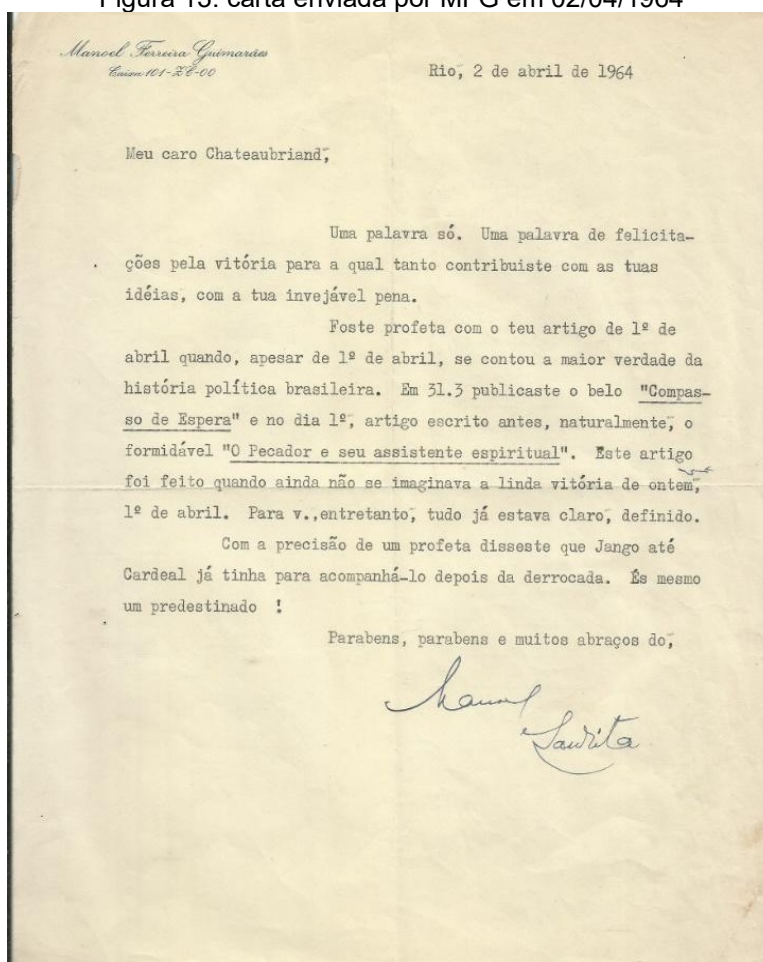 Figura 15: carta enviada por MFG em 02/04/1964
Manoel Ferreira Guimarães
Caixa 101-ZC-00
Rio, 2 de abril de 1964
Meu caro Chateaubriand,
Uma palavra só. Uma palavra de felicita-
ções pela vitória para a qual tanto contribuiste com as tuas
idéias, com a tua invejável pena.
Foste profeta com o teu artigo de 1º de
abril quando, apesar de 1º de abril, se contou a maior verdade da
história política brasileira. Em 31.3 publicaste o belo "Compas-
so de Espera" e no dia 1º, artigo escrito antes, naturalmente, o
formidável "O Pecador e seu assistente espiritual". Este artigo
foi feito quando ainda não se imaginava a linda vitória de ontem,
1º de abril. Para v.,entretanto, tudo já estava claro, definido.
Com a precisão de um profeta disseste que Jango até
Cardeal já tinha para acompanhá-lo depois da derrocada. És mesmo
um predestinado !
Parabens, parabens e muitos abraços do,
Manoel